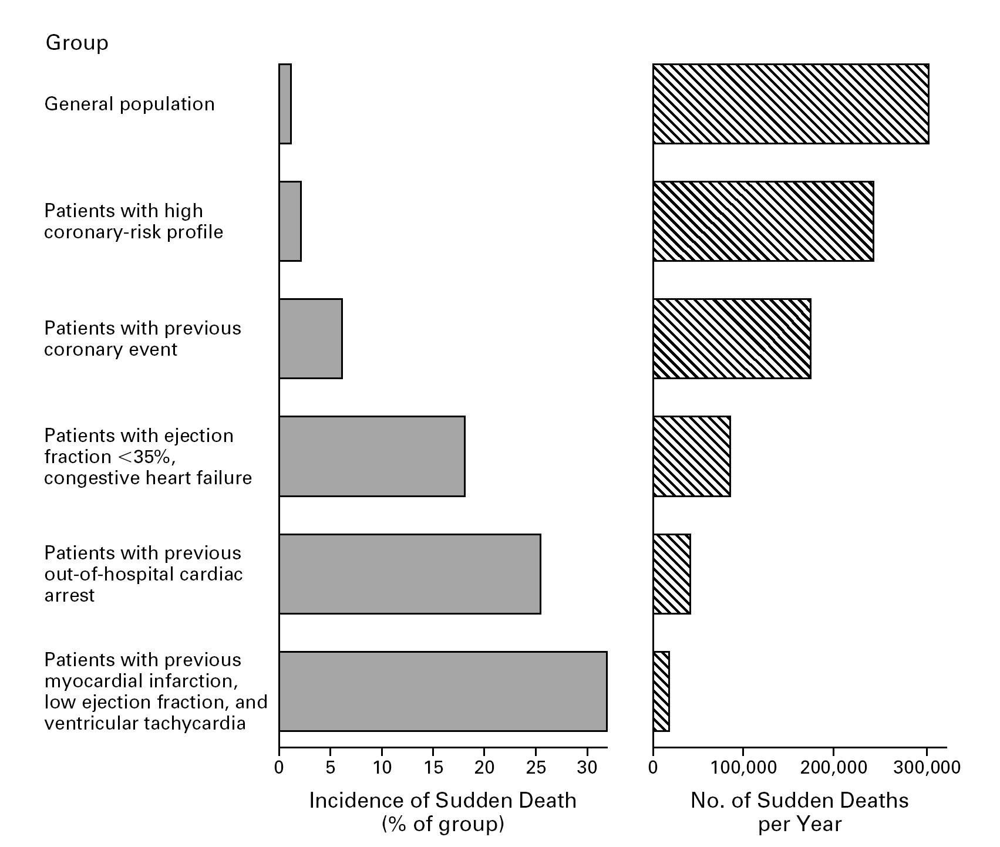 Group
General population
Patients with high
coronary-risk profile
Patients with previous
coronary event
Patients with ejection
fraction <35%,
congestive heart failure
Patients with previous
out-of-hospital cardiac
arrest
Patients with previous
myocardial infarction,
low ejection fraction, and
ventricular tachycardia
0 5 10 15 20 25 30
Incidence of Sudden Death
(% of group)
0 100,000 200,000 300,000
No. of Sudden Deaths
per Year